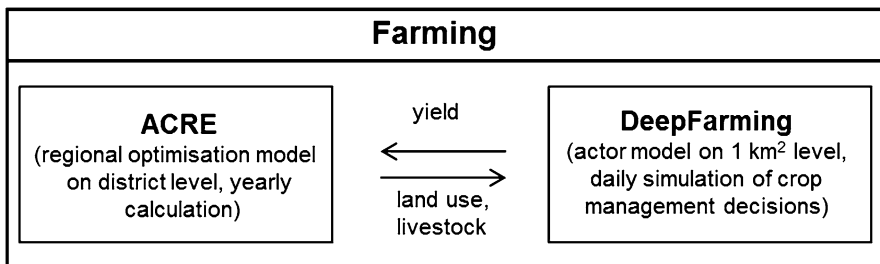 Farming
ACRE
(regional optimisation model
on district level, yearly
calculation)
yield
land use,
livestock
DeepFarming
(actor model on 1 km² level,
daily simulation of crop
management decisions)